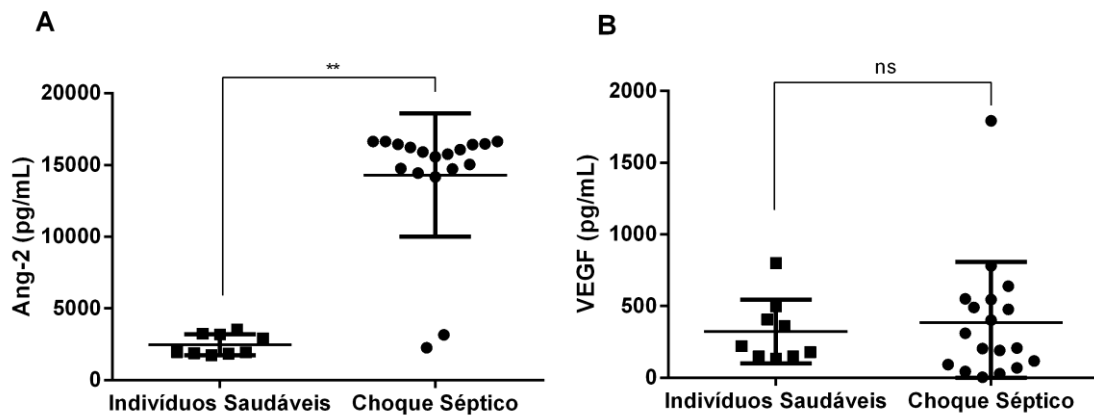 A
**
Ang-2 (pg/mL)
20000
15000
10000
5000
0
Indivíduos Saudáveis
Choque Séptico
B
ns
VEGF (pg/mL)
2000
1500
1000
500
0
Indivíduos Saudáveis
Choque Séptico